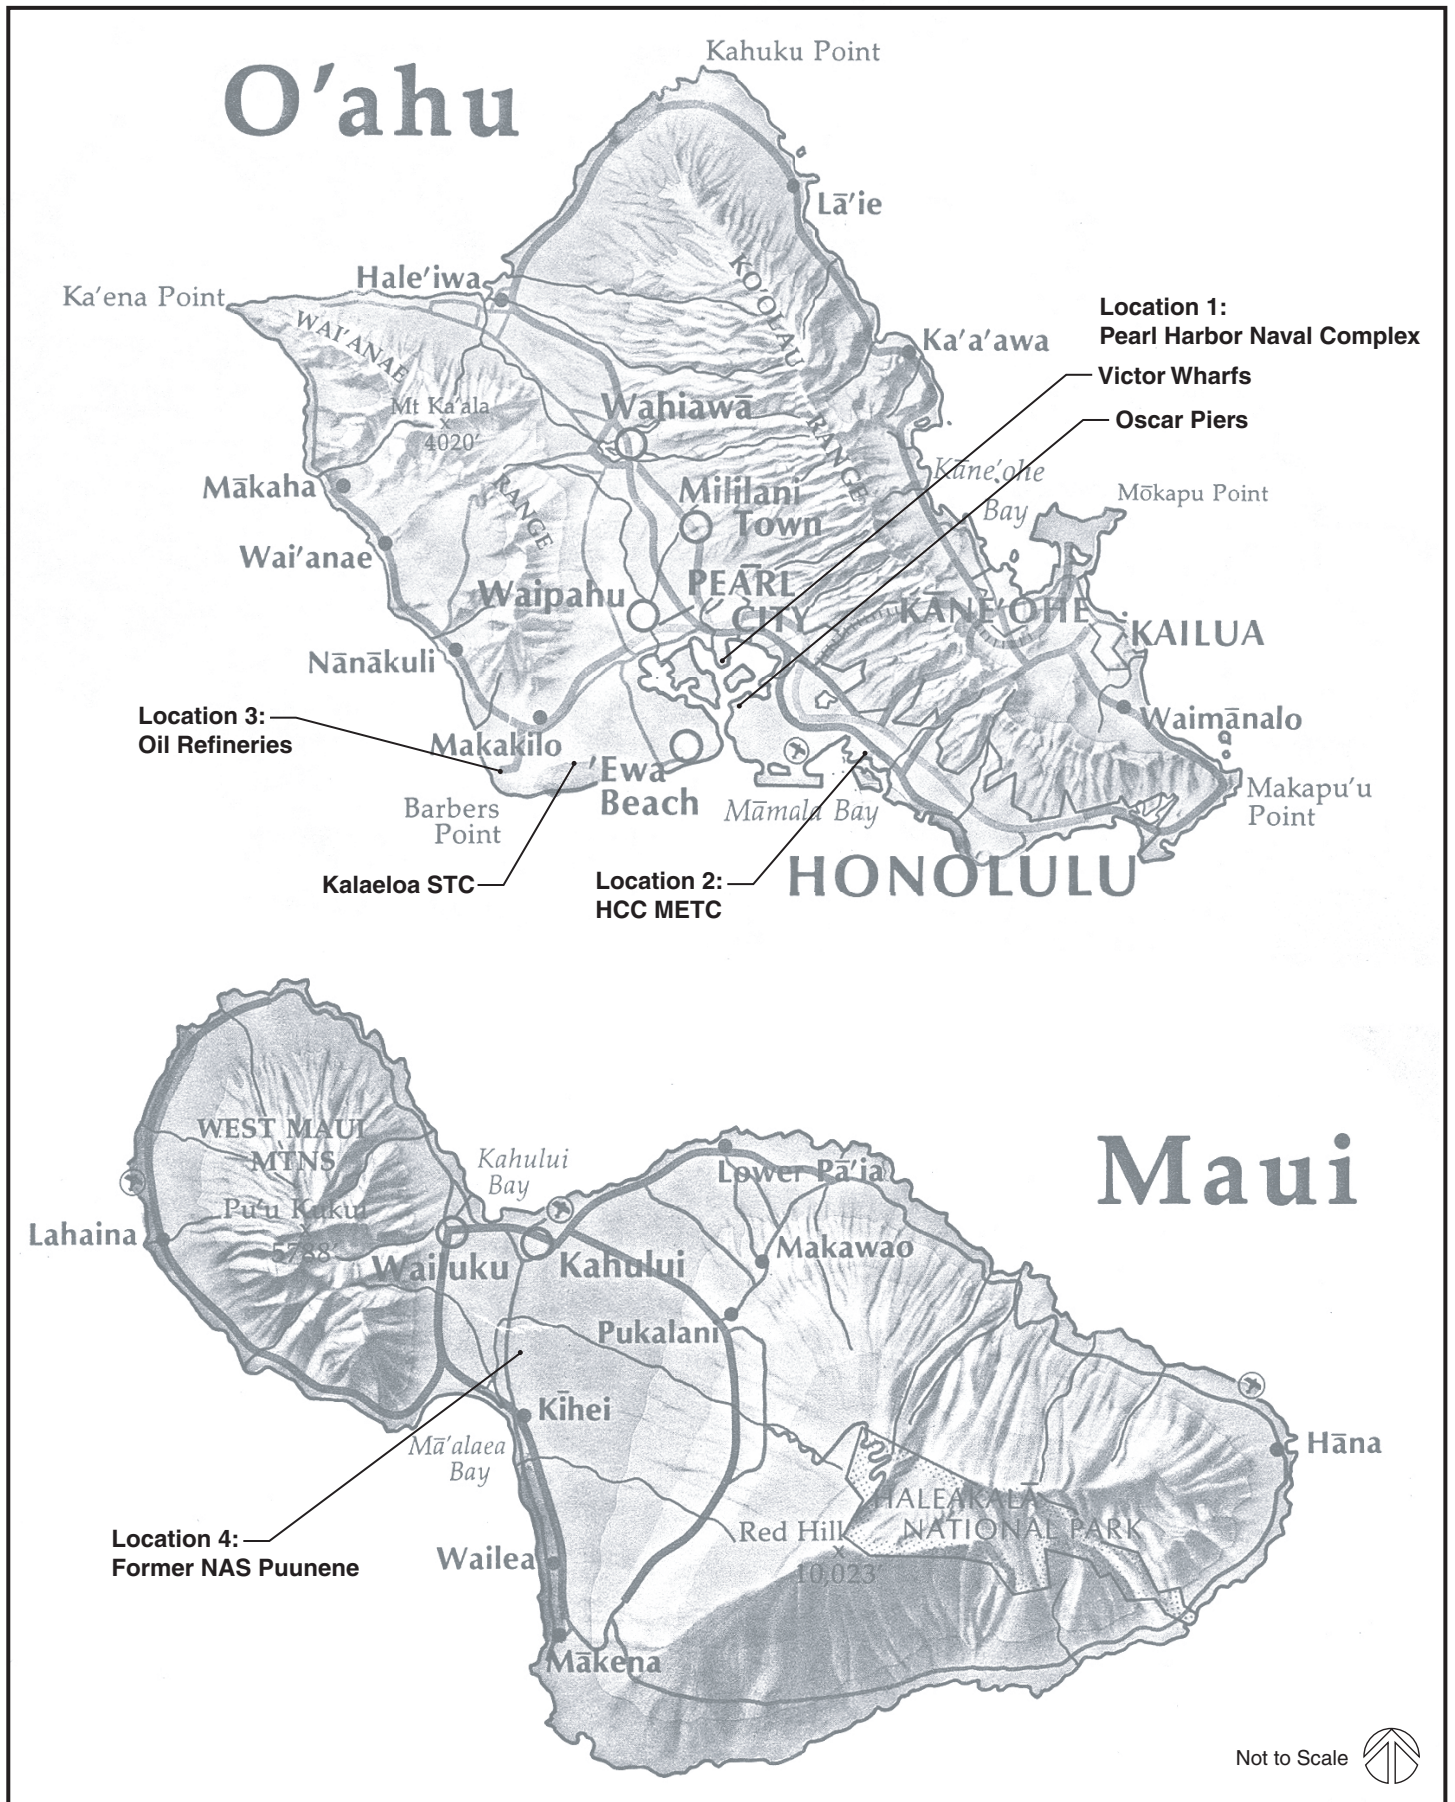 O'ahu
Kahuku Point
Lā'ie
Hale'iwa
Ka'ena Point
WAI'ANAE
KO'OLAU
Location 1:
Pearl Harbor Naval Complex
Ka'a'awa
Victor Wharfs
Mt Ka'ala
x
4020'
Wahiawā
RANGE
Oscar Piers
Kāne'ohe
Bay
Mākaha
RANGE
Mililani
Town
Mōkapu Point
Wai'anae
Waipahu
PEARL
CITY
KĀNE'OHE
KAILUA
Nānākuli
Location 3:
Oil Refineries
Makakilo
Waimānalo
'Ewa
Beach
Barbers
Point
Māmala Bay
Makapu'u
Point
Kalaeloa STC
Location 2:
HCC METC
HONOLULU
Maui
WEST MAUI
MTNS
Kahului
Bay
Lower Pā'ia
Pu'u Kukui
x
5788'
Lahaina
Wailuku
Kahului
Makawao
Pukalani
Kīhei
Mā'alaea
Bay
Hāna
HALEAKALĀ
NATIONAL PARK
Red Hill
x
10,023'
Location 4:
Former NAS Puunene
Wailea
Mākena
Not to Scale